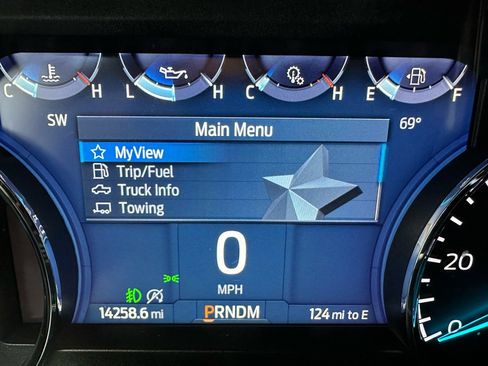 C H L H C H E F
SW 69°
Main Menu
MyView
Trip/Fuel
Truck Info
Towing
0
MPH
20
0
14258.6 mi PRNDM 124 mi to E